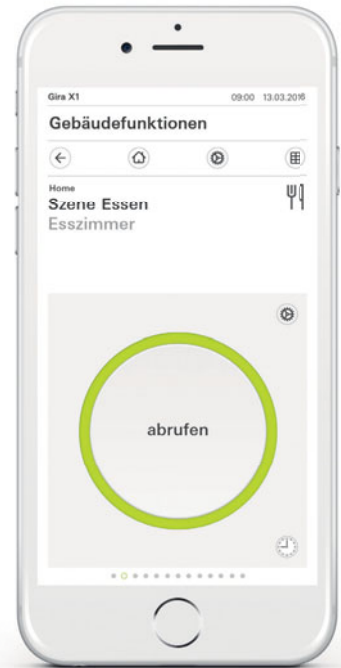 Gira X1 09:00 13.03.2016
Gebäudefunktionen
Home
Szene Essen
Esszimmer
abrufen